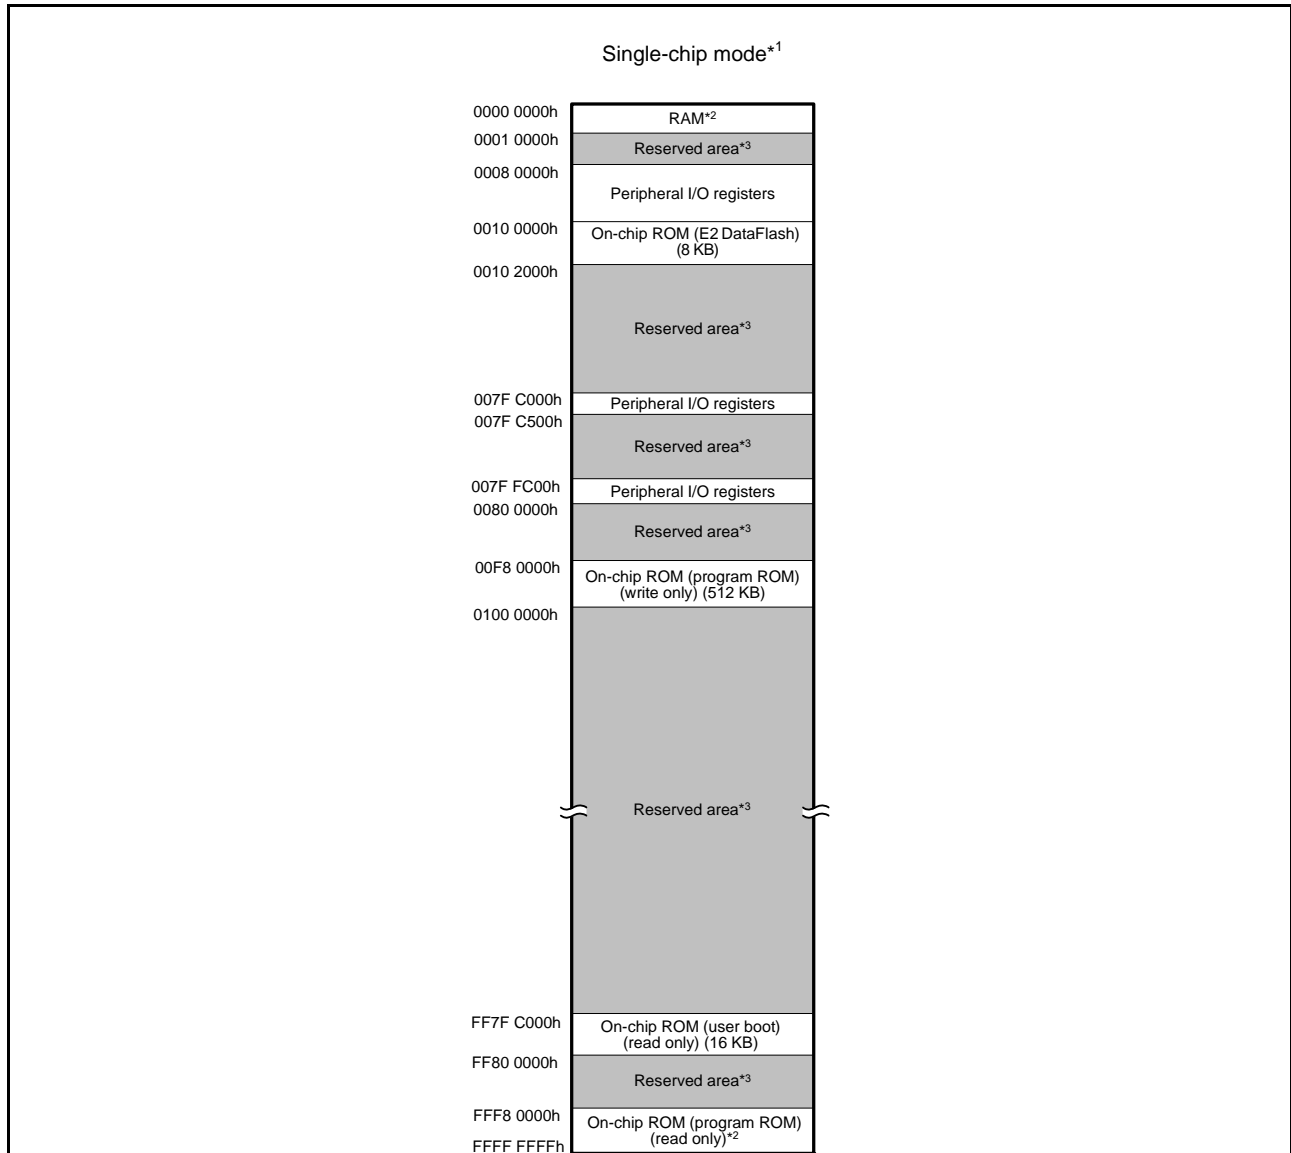 Single-chip mode*1
0000 0000h
RAM*2
0001 0000h
Reserved area*3
0008 0000h
Peripheral I/O registers
0010 0000h
On-chip ROM (E2 DataFlash)
(8 KB)
0010 2000h
Reserved area*3
007F C000h
Peripheral I/O registers
007F C500h
Reserved area*3
007F FC00h
Peripheral I/O registers
0080 0000h
Reserved area*3
00F8 0000h
On-chip ROM (program ROM)
(write only) (512 KB)
0100 0000h
Reserved area*3
FF7F C000h
On-chip ROM (user boot)
(read only) (16 KB)
FF80 0000h
Reserved area*3
FFF8 0000h
On-chip ROM (program ROM)
(read only)*2
FFFF FFFFh